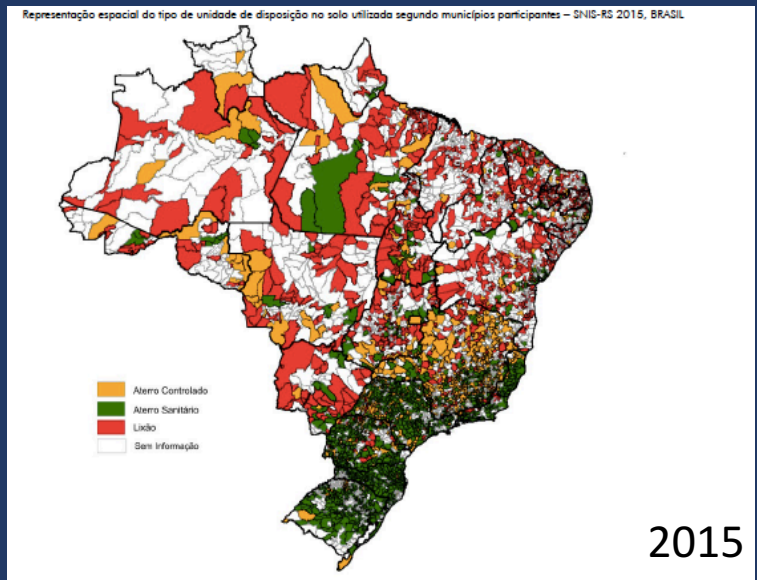 Representação espacial do tipo de unidade de disposição no solo utilizada segundo municípios participantes – SNIS-RS 2015, BRASIL
Aterro Controlado
Aterro Sanitário
Lixão
Sem Informação
2015